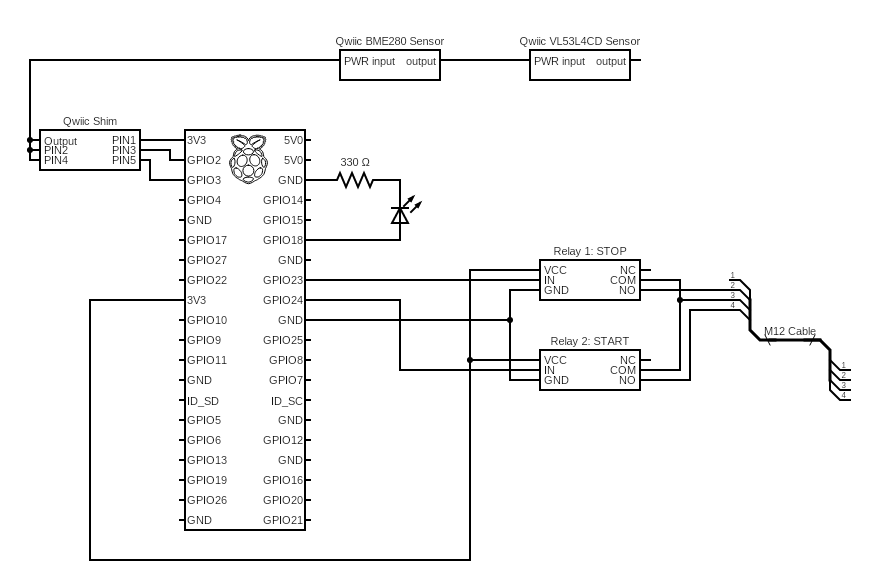 Qwiic BME280 Sensor
PWR input output
Qwiic VL53L4CD Sensor
PWR input output
Qwiic Shim
Output PIN1
PIN2 PIN3
PIN4 PIN5
3V3 5V0
GPIO2 5V0
GPIO3 GND
GPIO4 GPIO14
GND GPIO15
GPIO17 GPIO18
GPIO27 GND
GPIO22 GPIO23
3V3 GPIO24
GPIO10 GND
GPIO9 GPIO25
GPIO11 GPIO8
GND GPIO7
ID_SD ID_SC
GPIO5 GND
GPIO6 GPIO12
GPIO13 GND
GPIO19 GPIO16
GPIO26 GPIO20
GND GPIO21
330 Ω
Relay 1: STOP
VCC NC
IN COM
GND NO
Relay 2: START
VCC NC
IN COM
GND NO
1
2
3
4
M12 Cable
1
2
3
4